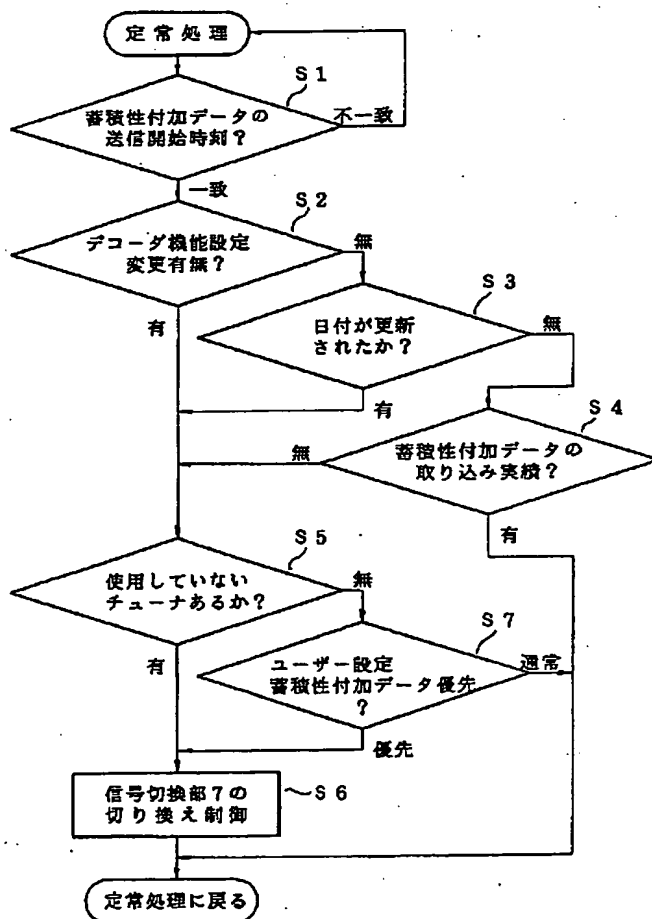 定常処理
S1
蓄積性付加データの
送信開始時刻？
不一致
一致
S2
デコーダ機能設定
変更有無？
無
有
S3
日付が更新
されたか？
無
有
S4
蓄積性付加データの
取り込み実績？
無
有
S5
使用していない
チューナあるか？
無
有
S7
ユーザー設定
蓄積性付加データ優先
？
通常
優先
信号切換部7の
切り換え制御
S6
定常処理に戻る